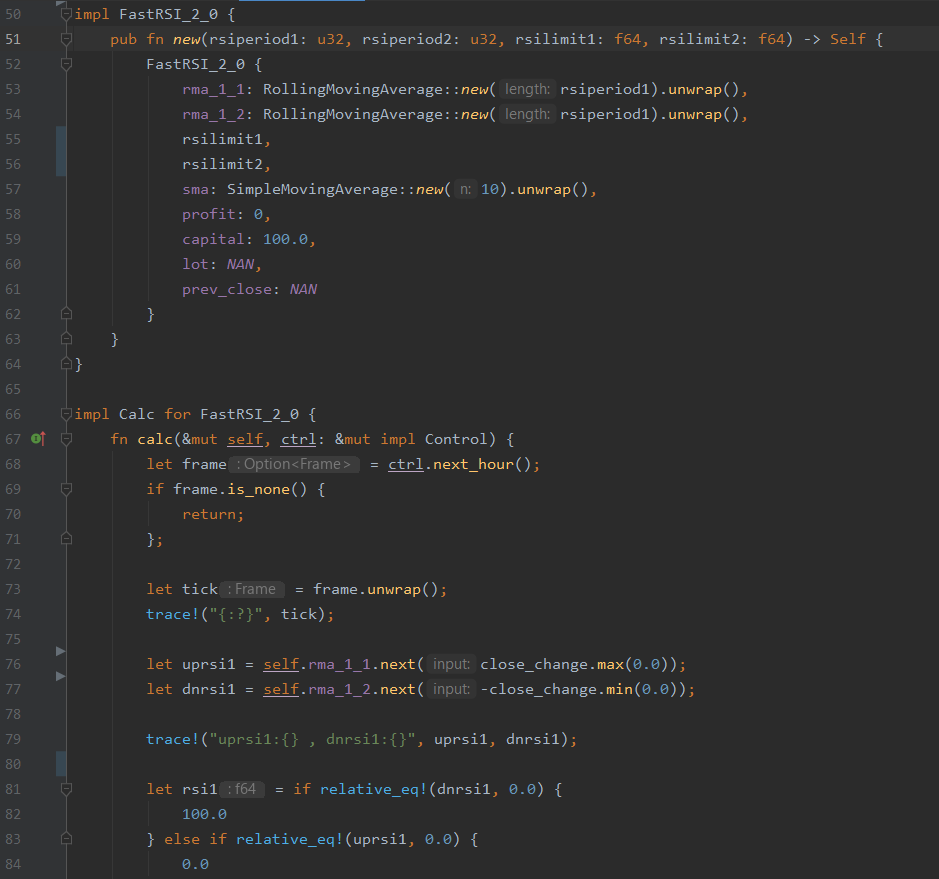 50 impl FastRSI_2_0 {
51 pub fn new(rsiperiod1: u32, rsiperiod2: u32, rsilimit1: f64, rsilimit2: f64) -> Self {
52 FastRSI_2_0 {
53 rma_1_1: RollingMovingAverage::new( length: rsiperiod1).unwrap(),
54 rma_1_2: RollingMovingAverage::new( length: rsiperiod1).unwrap(),
55 rsilimit1,
56 rsilimit2,
57 sma: SimpleMovingAverage::new( n: 10).unwrap(),
58 profit: 0,
59 capital: 100.0,
60 lot: NAN,
61 prev_close: NAN
62 }
63 }
64 }
65
66 impl Calc for FastRSI_2_0 {
67 fn calc(&mut self, ctrl: &mut impl Control) {
68 let frame : Option<Frame> = ctrl.next_hour();
69 if frame.is_none() {
70 return;
71 };
72
73 let tick : Frame = frame.unwrap();
74 trace!("{:?}", tick);
75
76 let uprsi1 = self.rma_1_1.next( input: close_change.max(0.0));
77 let dnrsi1 = self.rma_1_2.next( input: -close_change.min(0.0));
78
79 trace!("uprsi1:{} , dnrsi1:{}", uprsi1, dnrsi1);
80
81 let rsi1 : f64 = if relative_eq!(dnrsi1, 0.0) {
82 100.0
83 } else if relative_eq!(uprsi1, 0.0) {
84 0.0